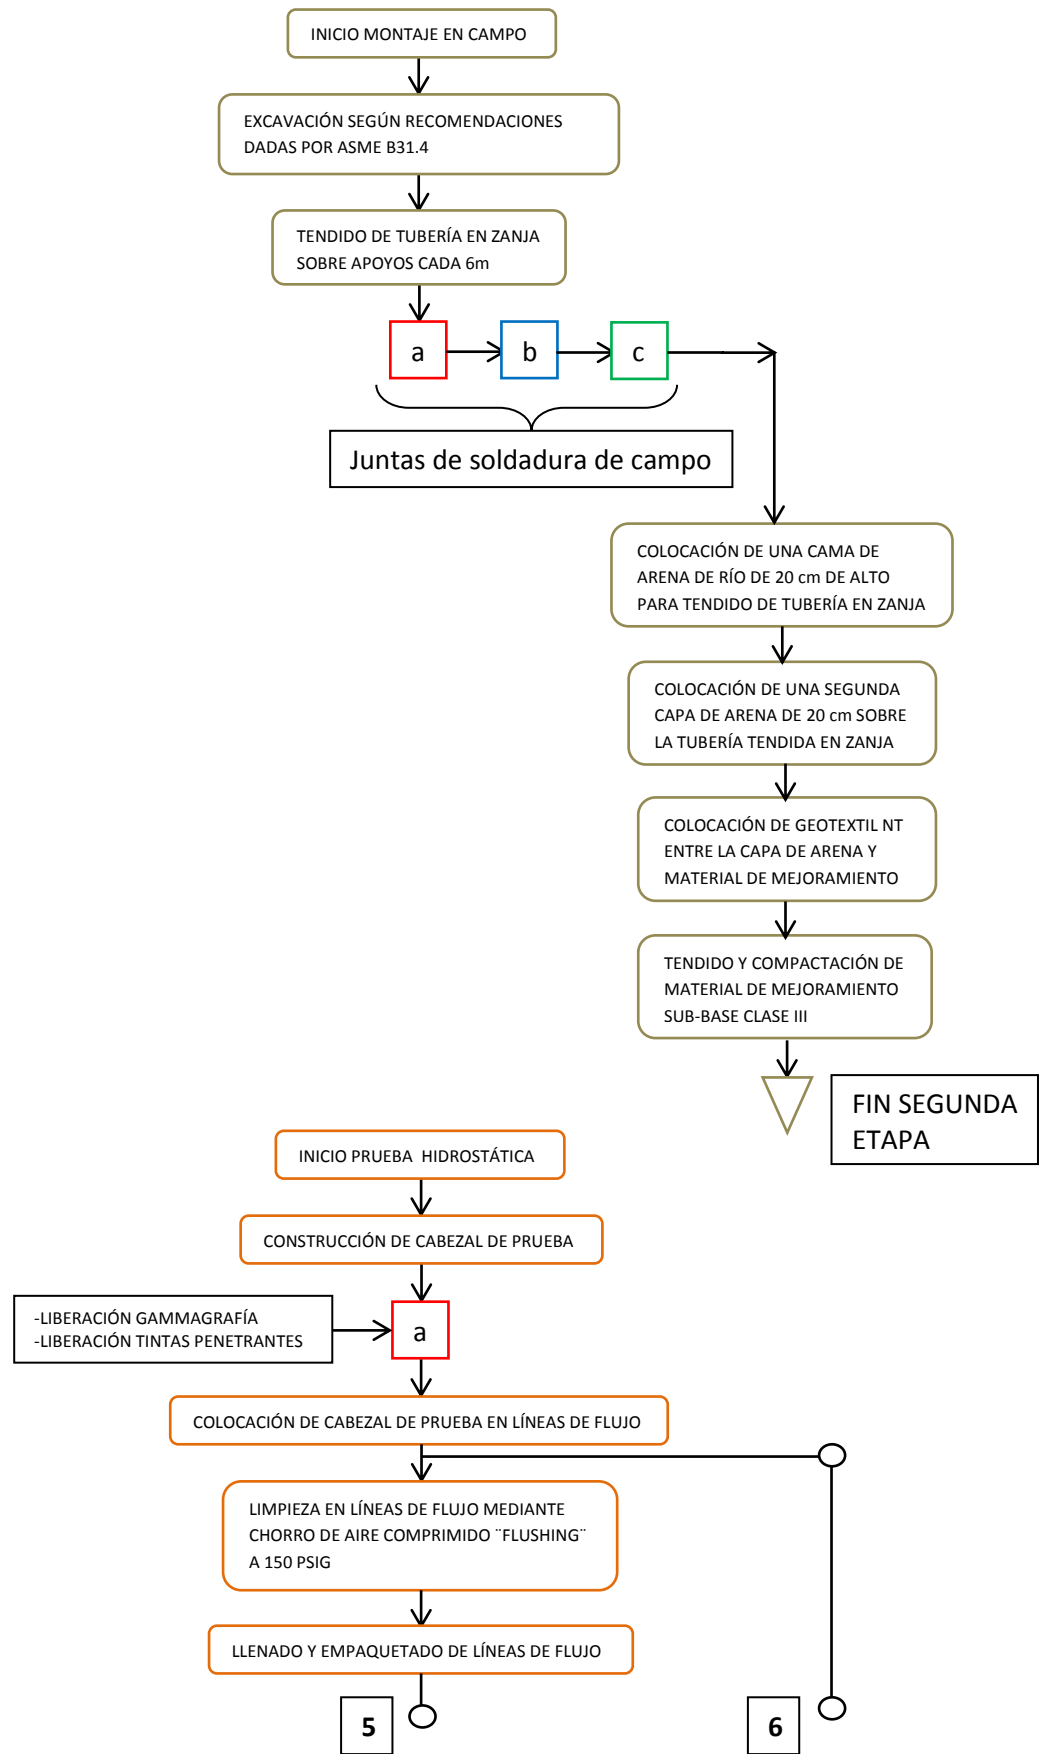 INICIO MONTAJE EN CAMPO
EXCAVACIÓN SEGÚN RECOMENDACIONES
DADAS POR ASME B31.4
TENDIDO DE TUBERÍA EN ZANJA
SOBRE APOYOS CADA 6m
a
b
c
Juntas de soldadura de campo
COLOCACIÓN DE UNA CAMA DE
ARENA DE RÍO DE 20 cm DE ALTO
PARA TENDIDO DE TUBERÍA EN ZANJA
COLOCACIÓN DE UNA SEGUNDA
CAPA DE ARENA DE 20 cm SOBRE
LA TUBERÍA TENDIDA EN ZANJA
COLOCACIÓN DE GEOTEXTIL NT
ENTRE LA CAPA DE ARENA Y
MATERIAL DE MEJORAMIENTO
TENDIDO Y COMPACTACIÓN DE
MATERIAL DE MEJORAMIENTO
SUB-BASE CLASE III
FIN SEGUNDA
ETAPA
INICIO PRUEBA  HIDROSTÁTICA
CONSTRUCCIÓN DE CABEZAL DE PRUEBA
-LIBERACIÓN GAMMAGRAFÍA
-LIBERACIÓN TINTAS PENETRANTES
a
COLOCACIÓN DE CABEZAL DE PRUEBA EN LÍNEAS DE FLUJO
LIMPIEZA EN LÍNEAS DE FLUJO MEDIANTE
CHORRO DE AIRE COMPRIMIDO ¨FLUSHING¨
A 150 PSIG
LLENADO Y EMPAQUETADO DE LÍNEAS DE FLUJO
5
6